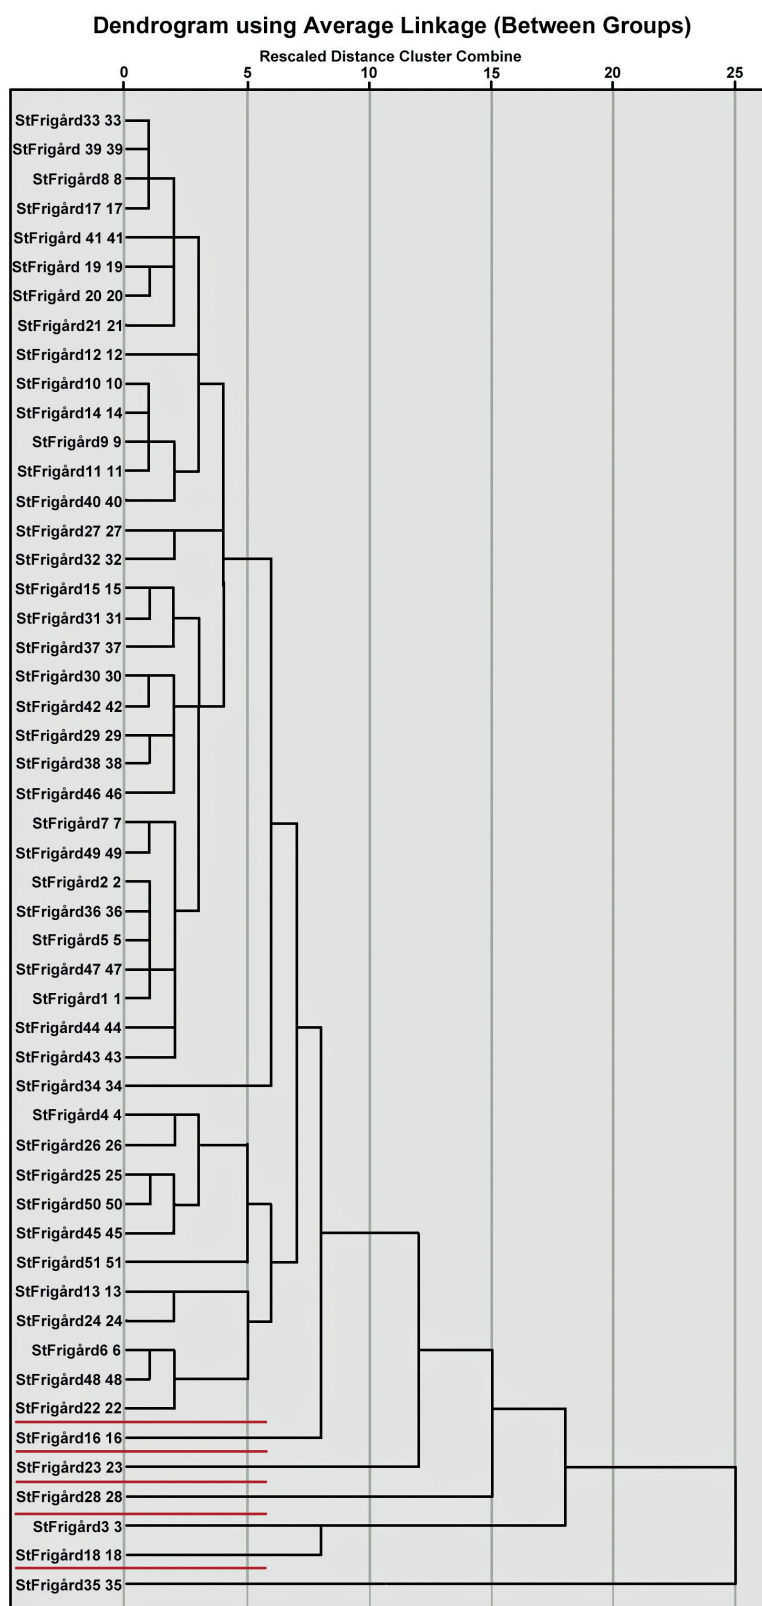 Dendrogram using Average Linkage (Between Groups)
Rescaled Distance Cluster Combine
0 5 10 15 20 25
StFrigård33 33
StFrigård 39 39
StFrigård8 8
StFrigård17 17
StFrigård 41 41
StFrigård 19 19
StFrigård 20 20
StFrigård21 21
StFrigård12 12
StFrigård10 10
StFrigård14 14
StFrigård9 9
StFrigård11 11
StFrigård40 40
StFrigård27 27
StFrigård32 32
StFrigård15 15
StFrigård31 31
StFrigård37 37
StFrigård30 30
StFrigård42 42
StFrigård29 29
StFrigård38 38
StFrigård46 46
StFrigård7 7
StFrigård49 49
StFrigård2 2
StFrigård36 36
StFrigård5 5
StFrigård47 47
StFrigård1 1
StFrigård44 44
StFrigård43 43
StFrigård34 34
StFrigård4 4
StFrigård26 26
StFrigård25 25
StFrigård50 50
StFrigård45 45
StFrigård51 51
StFrigård13 13
StFrigård24 24
StFrigård6 6
StFrigård48 48
StFrigård22 22
StFrigård16 16
StFrigård23 23
StFrigård28 28
StFrigård3 3
StFrigård18 18
StFrigård35 35